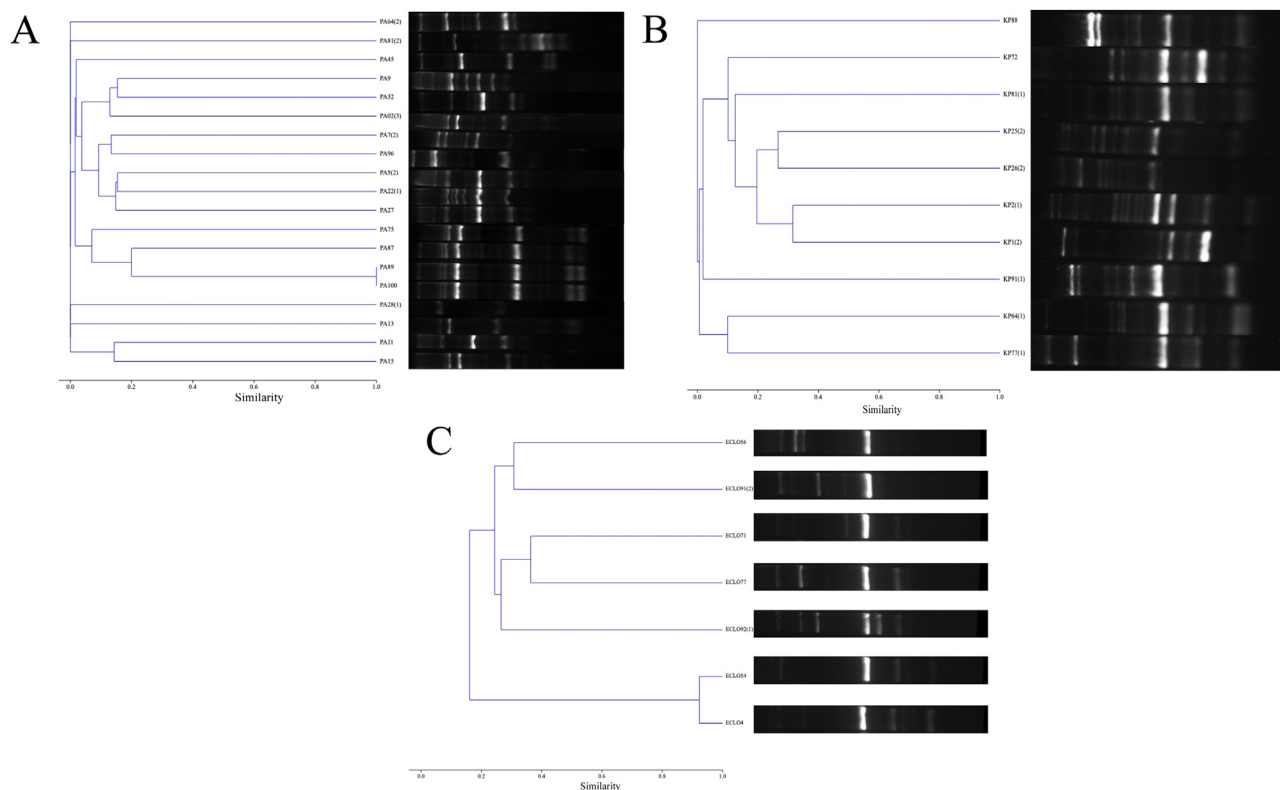 A
PA64(2)
PA81(2)
PA45
PA9
PA32
PA02(3)
PA7(2)
PA96
PA5(2)
PA22(1)
PA27
PA75
PA87
PA89
PA100
PA28(1)
PA13
PA11
PA15
0.0 0.2 0.4 0.6 0.8 1.0
Similarity
B
KP88
KP72
KP81(1)
KP25(2)
KP26(2)
KP2(1)
KP1(2)
KP91(1)
KP64(1)
KP77(1)
0.0 0.2 0.4 0.6 0.8 1.0
Similarity
C
ECLO56
ECLO91(2)
ECLO71
ECLO77
ECLO92(1)
ECLO54
ECLO4
0.0 0.2 0.4 0.6 0.8 1.0
Similarity